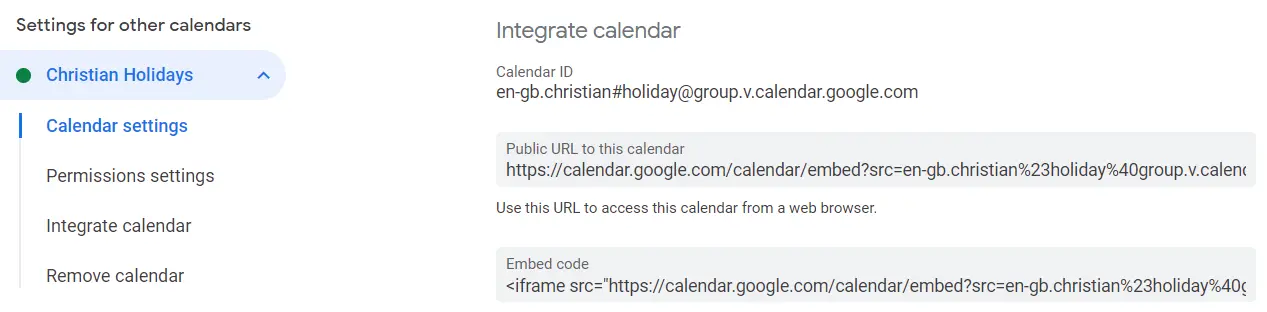 Settings for other calendars
Christian Holidays
Calendar settings
Permissions settings
Integrate calendar
Remove calendar
Integrate calendar
Calendar ID
en-gb.christian#holiday@group.v.calendar.google.com
Public URL to this calendar
https://calendar.google.com/calendar/embed?src=en-gb.christian%23holiday%40group.v.calend
Use this URL to access this calendar from a web browser.
Embed code
<iframe src="https://calendar.google.com/calendar/embed?src=en-gb.christian%23holiday%40g